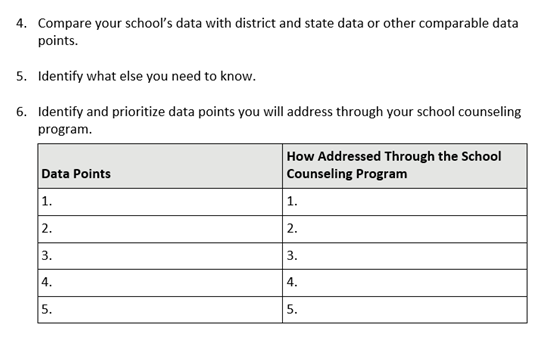 4. Compare your school's data with district and state data or other comparable data
points.
5. Identify what else you need to know.
6. Identify and prioritize data points you will address through your school counseling
program.
Data Points
How Addressed Through the School
Counseling Program
1. 1.
2. 2.
3. 3.
4. 4.
5. 5.